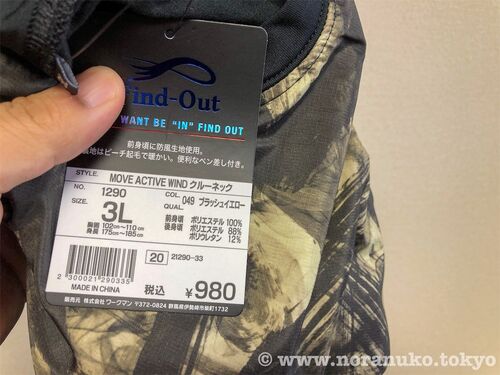 Find-Out
WANT BE "IN" FIND OUT
前身頃に防風生地使用。
裏地はピーチ起毛で暖かい。便利なペン差し付き。
STYLE. MOVE ACTIVE WIND クルーネック
NO. 1290 COL. 049 ブラッシュイエロー
SIZE. 3L QUAL. 前身頃 ポリエステル 100%
後身頃 ポリエステル 88%
ポリウレタン 12%
胸囲 102cm~110cm
身長 175cm~185cm
20 21290-33
2 300021 290335
MADE IN CHINA
税込 ¥980
販売元 株式会社 ワークマン 〒372-0824 群馬県伊勢崎市柴町1732
© www.noranuko.tokyo